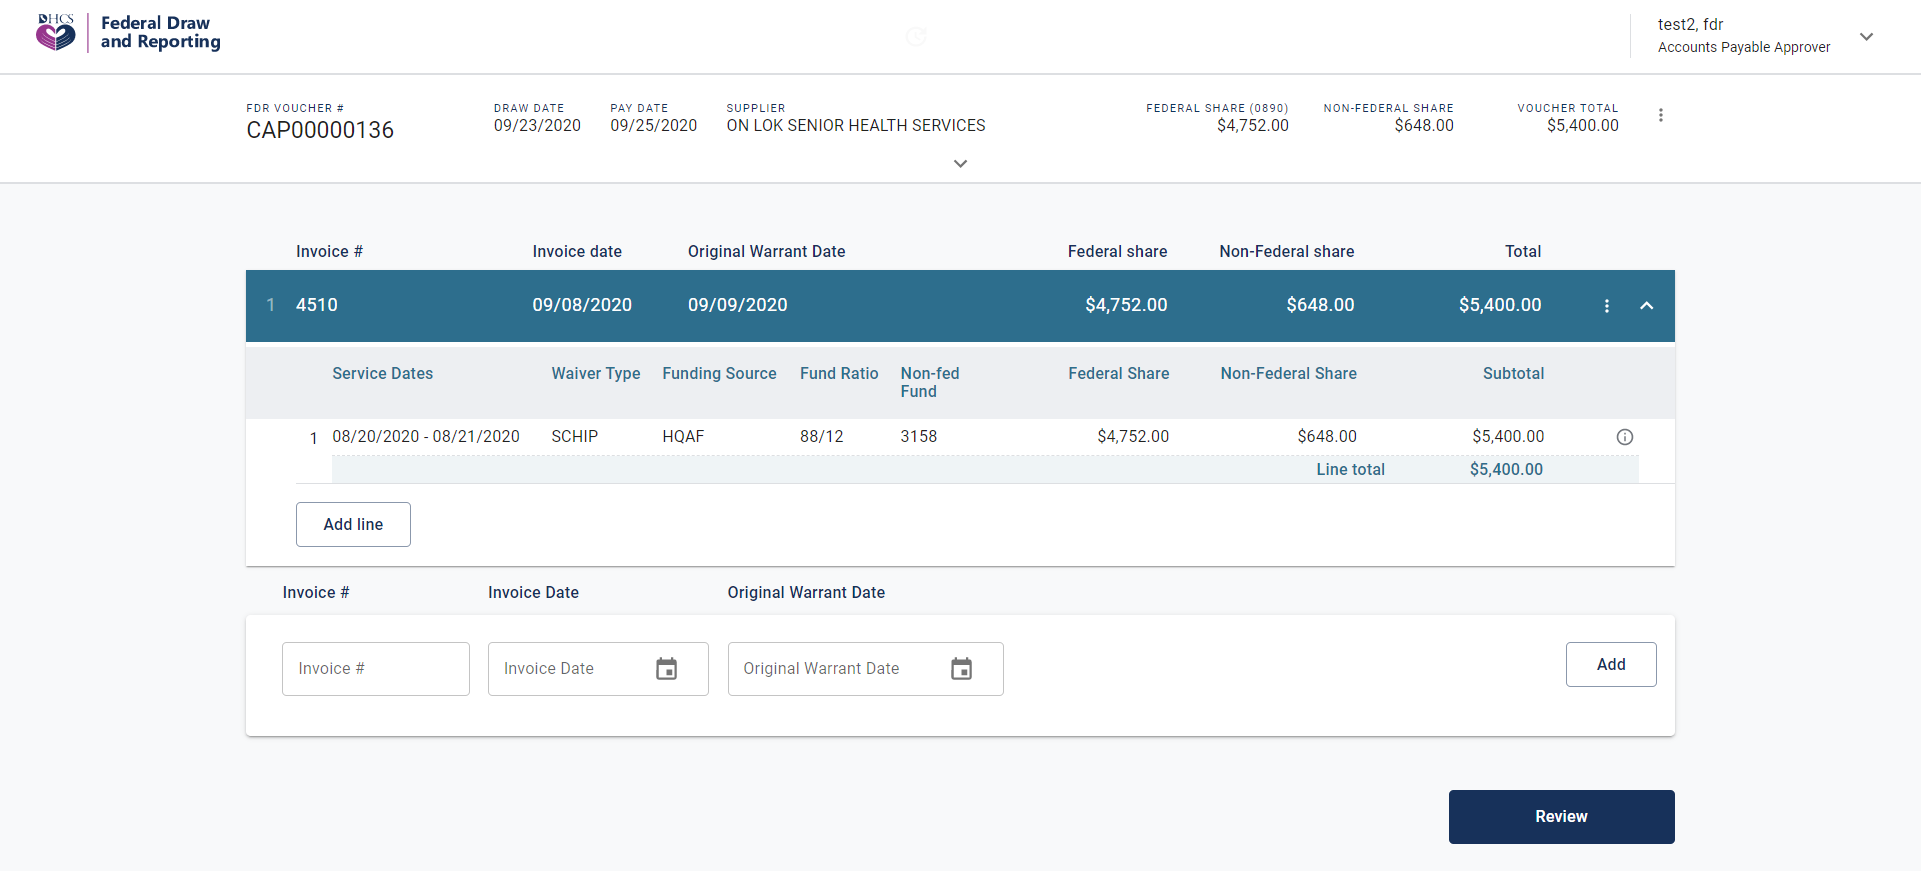 DHCS
Federal Draw
and Reporting
test2, fdr
Accounts Payable Approver
FDR VOUCHER # DRAW DATE PAY DATE SUPPLIER FEDERAL SHARE (0890) NON-FEDERAL SHARE VOUCHER TOTAL
CAP00000136 09/23/2020 09/25/2020 ON LOK SENIOR HEALTH SERVICES $4,752.00 $648.00 $5,400.00
Invoice # Invoice date Original Warrant Date Federal share Non-Federal share Total
1 4510 09/08/2020 09/09/2020 $4,752.00 $648.00 $5,400.00
Service Dates Waiver Type Funding Source Fund Ratio Non-fed Federal Share Non-Federal Share Subtotal
Fund
1 08/20/2020 - 08/21/2020 SCHIP HQAF 88/12 3158 $4,752.00 $648.00 $5,400.00
Line total $5,400.00
Add line
Invoice # Invoice Date Original Warrant Date
Invoice # Invoice Date Original Warrant Date Add
Review